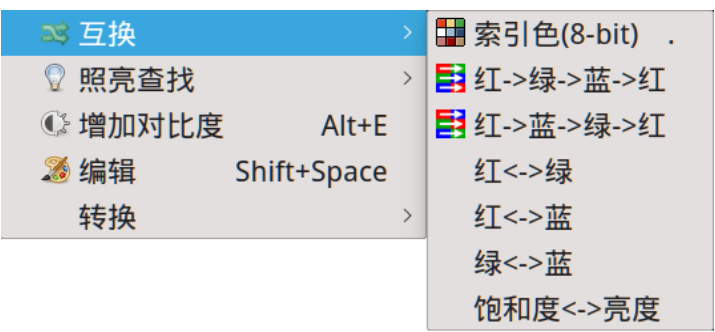 互换
照亮查找
增加对比度 Alt+E
编辑 Shift+Space
转换
索引色(8-bit) .
红->绿->蓝->红
红->蓝->绿->红
红<->绿
红<->蓝
绿<->蓝
饱和度<->亮度